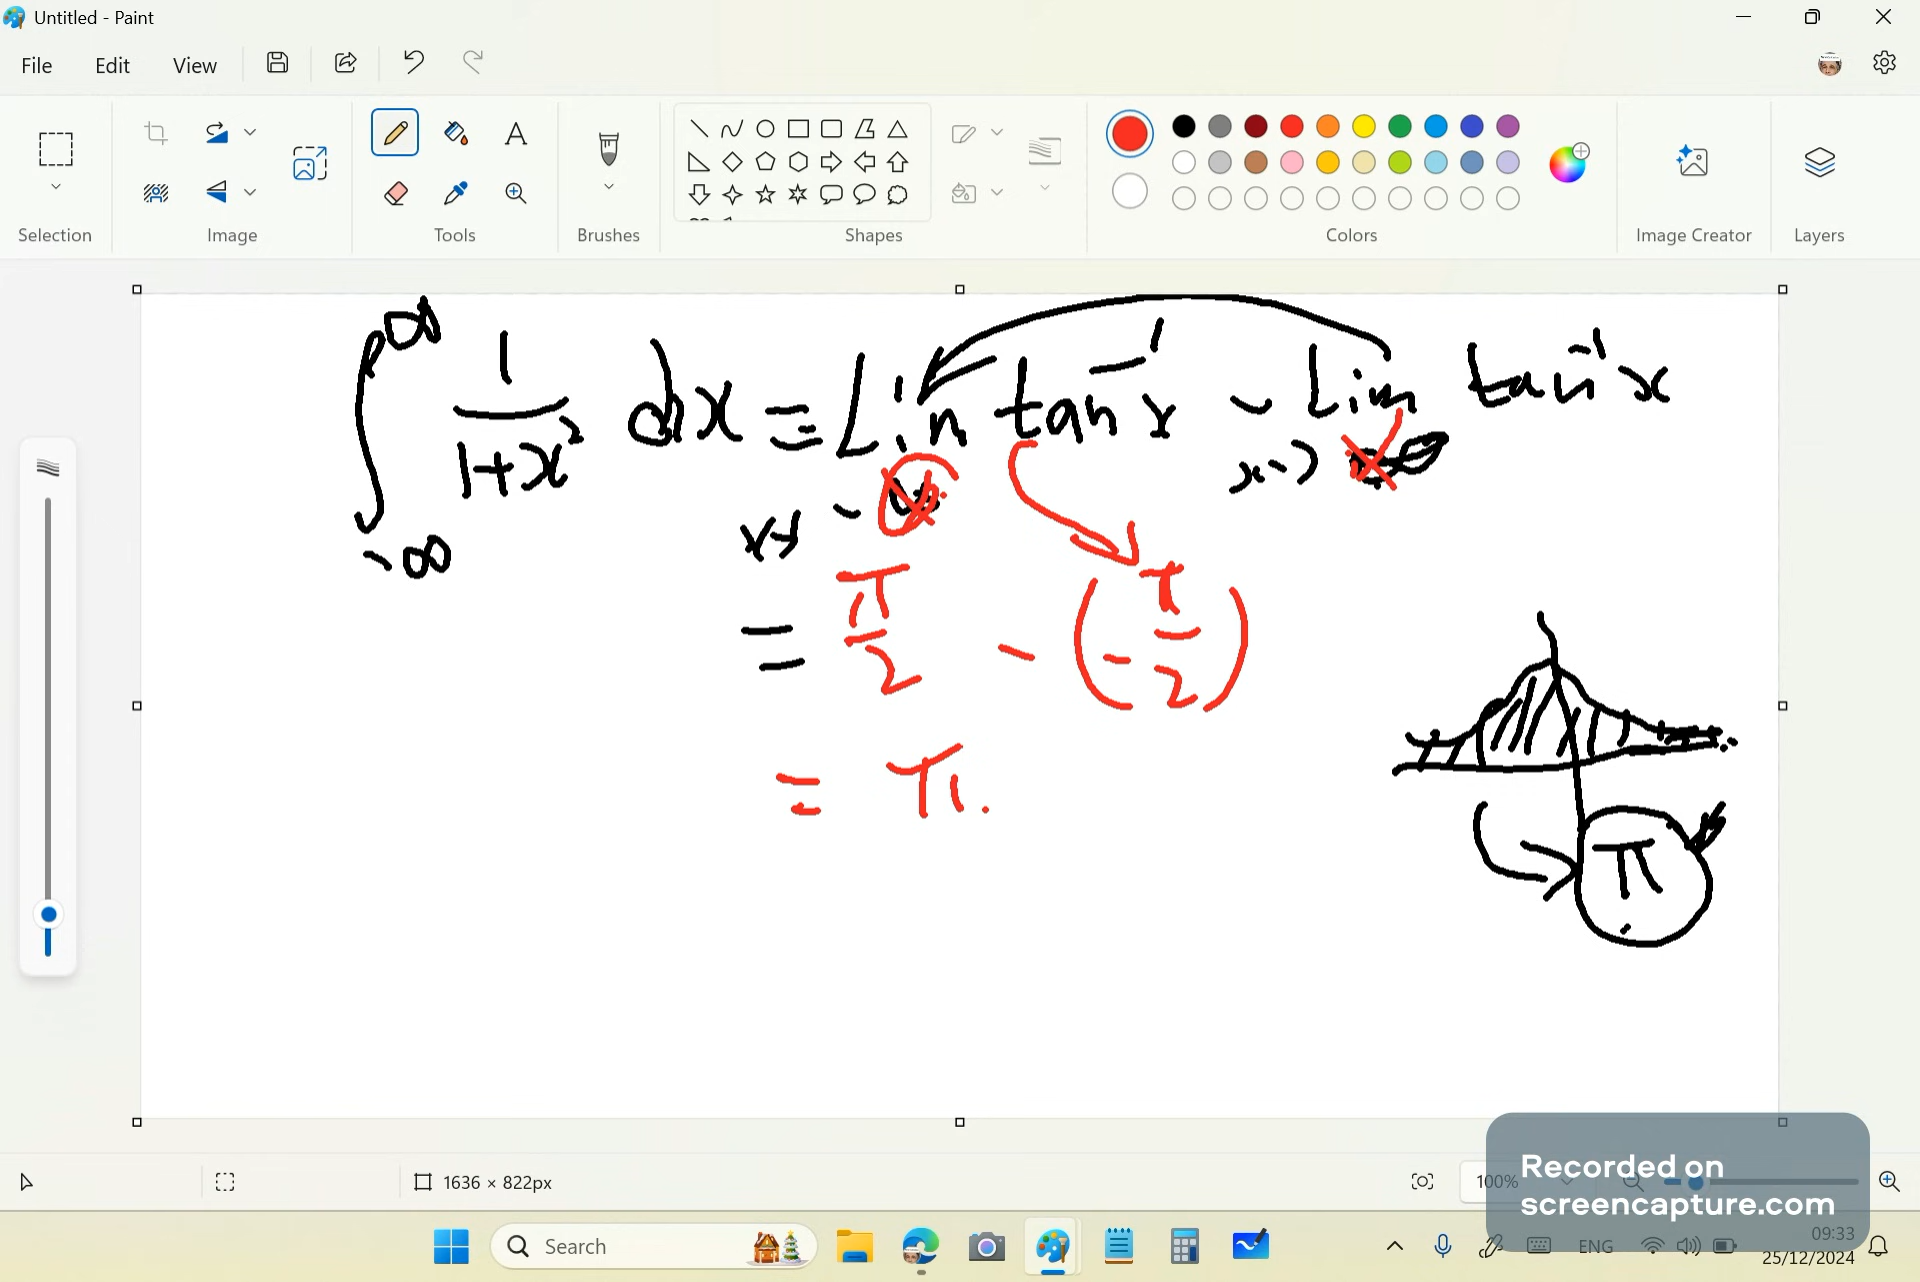 Untitled - Paint
File Edit View
Selection Image Tools Brushes Shapes Colors Image Creator Layers
∫ ∞ -∞ 1/(1+x²) dx = Lim tan⁻¹x - Lim tan⁻¹x
x→ - x→
= π/2 - (-π/2)
= π.
π
1636 × 822px 100%
Recorded on
screencapture.com
Search ENG 09:33
25/12/2024